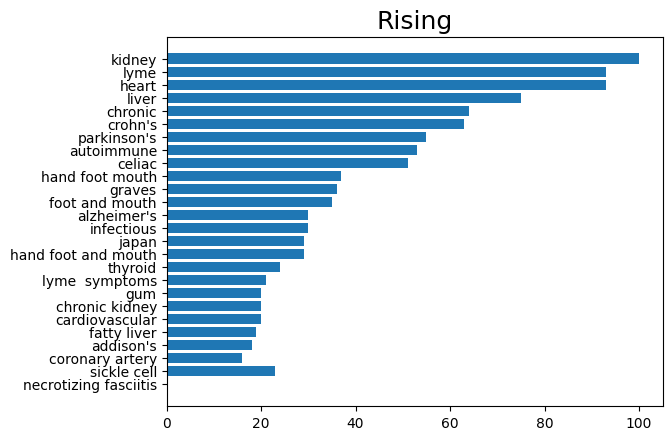 Rising
kidney
lyme
heart
liver
chronic
crohn's
parkinson's
autoimmune
celiac
hand foot mouth
graves
foot and mouth
alzheimer's
infectious
japan
hand foot and mouth
thyroid
lyme  symptoms
gum
chronic kidney
cardiovascular
fatty liver
addison's
coronary artery
sickle cell
necrotizing fasciitis
0 20 40 60 80 100